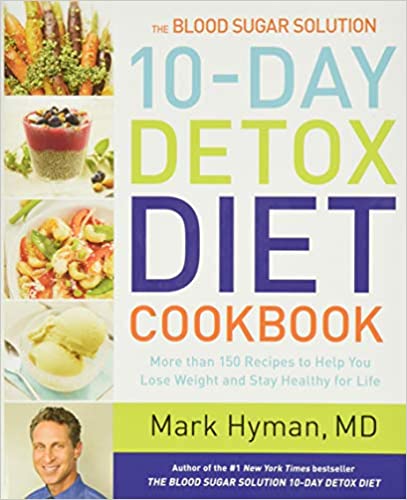 THE BLOOD SUGAR SOLUTION
10-DAY
DETOX
DIET
COOKBOOK
More than 150 Recipes to Help You
Lose Weight and Stay Healthy for Life
Mark Hyman, MD
Author of the #1 New York Times bestseller
THE BLOOD SUGAR SOLUTION 10-DAY DETOX DIET